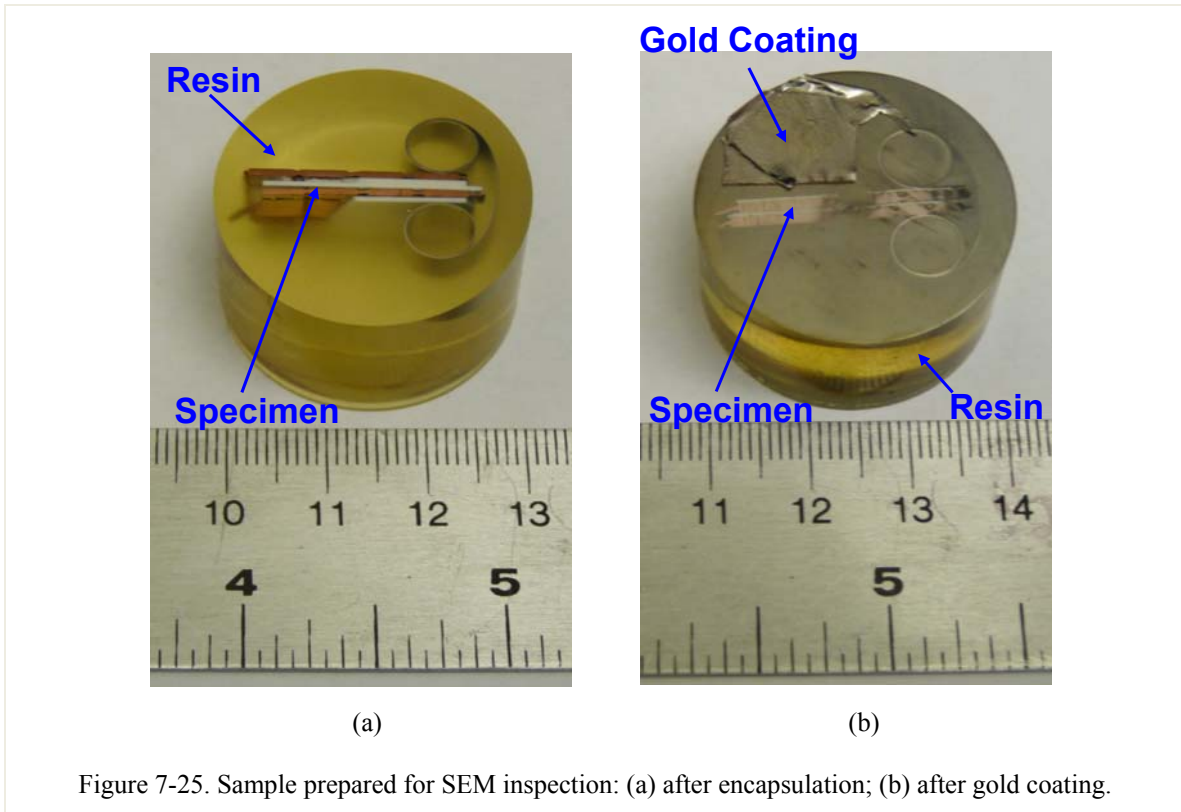 Gold Coating
Resin
Specimen
Specimen
Resin
10 11 12 13
4 5
11 12 13 14
5
(a)
(b)
Figure 7-25. Sample prepared for SEM inspection: (a) after encapsulation; (b) after gold coating.